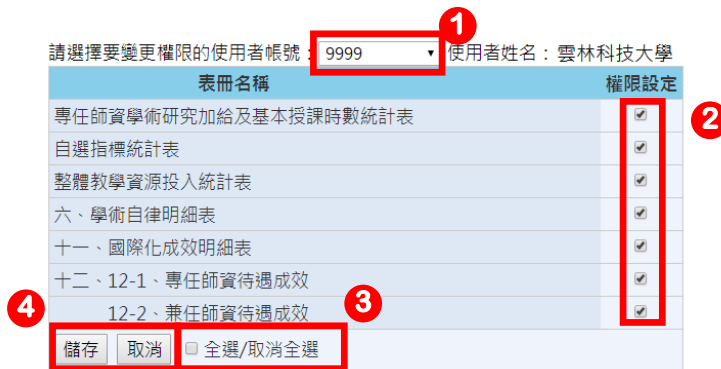 1
請選擇要變更權限的使用者帳號：9999 使用者姓名：雲林科技大學
表冊名稱 權限設定
2
專任師資學術研究加給及基本授課時數統計表
自選指標統計表
整體教學資源投入統計表
六、學術自律明細表
十一、國際化成效明細表
十二、12-1、專任師資待遇成效
12-2、兼任師資待遇成效
4 3
儲存 取消 全選/取消全選